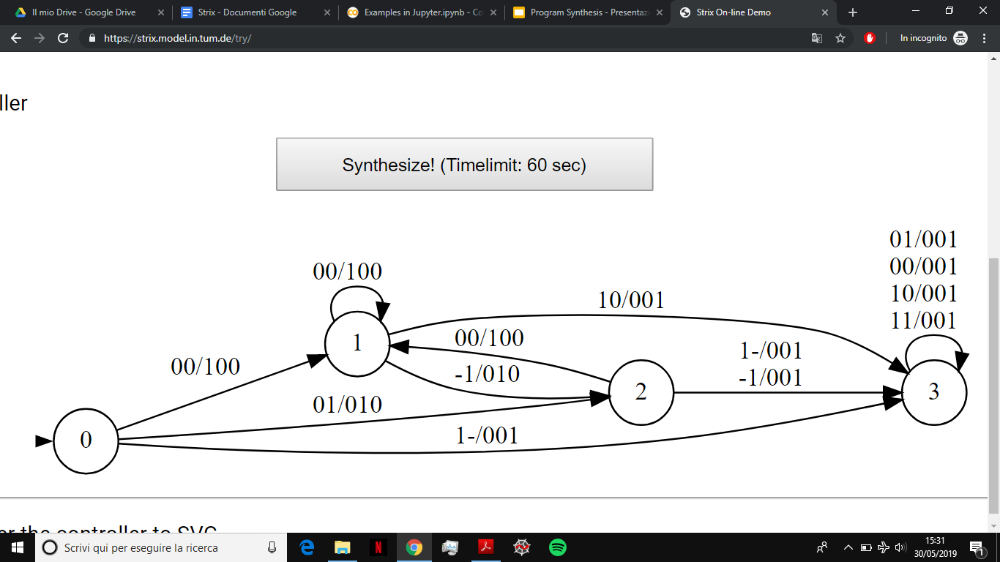 Il mio Drive - Google Drive
Strix - Documenti Google
Examples in Jupyter.ipynb - Co
Program Synthesis - Presentaz
Strix On-line Demo
https://strix.model.in.tum.de/try/
In incognito
ller
Synthesize! (Timelimit: 60 sec)
01/001
00/001
10/001
11/001
00/100
10/001
1
00/100
1-/001
00/100
-1/010
-1/001
2
3
01/010
1-/001
0
er the controller to SVG
Scrivi qui per eseguire la ricerca
15:31
30/05/2019
1